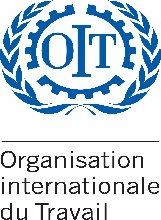 OIT
Organisation
internationale
du Travail